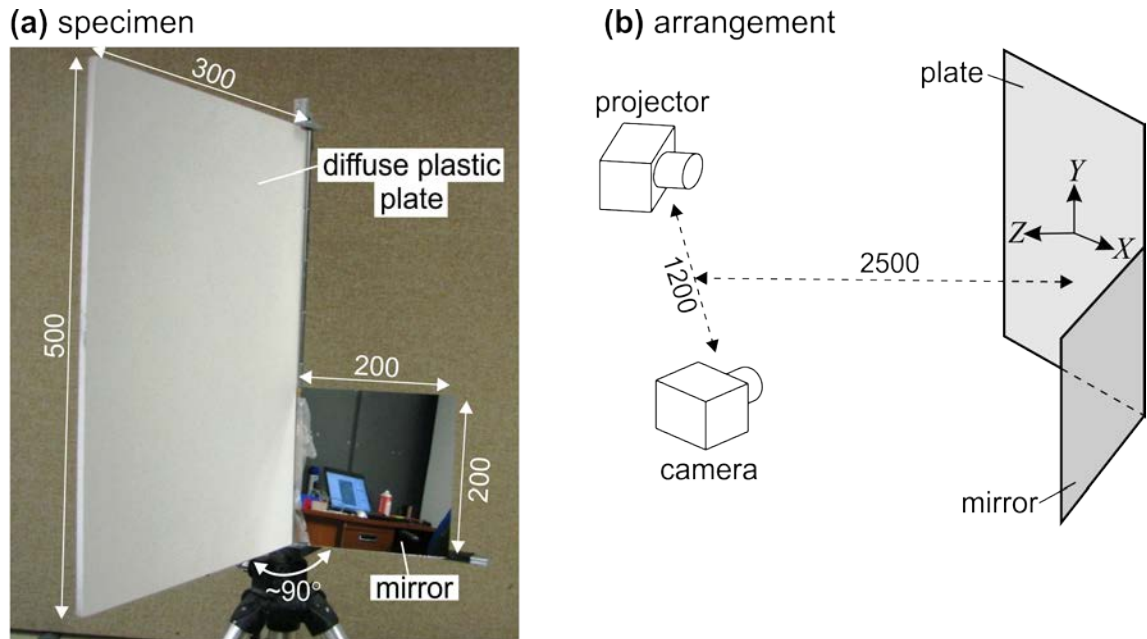 (a) specimen
300
diffuse plastic
plate
500
200
200
~90°
mirror
(b) arrangement
projector
plate
Y
Z
X
2500
1200
camera
mirror